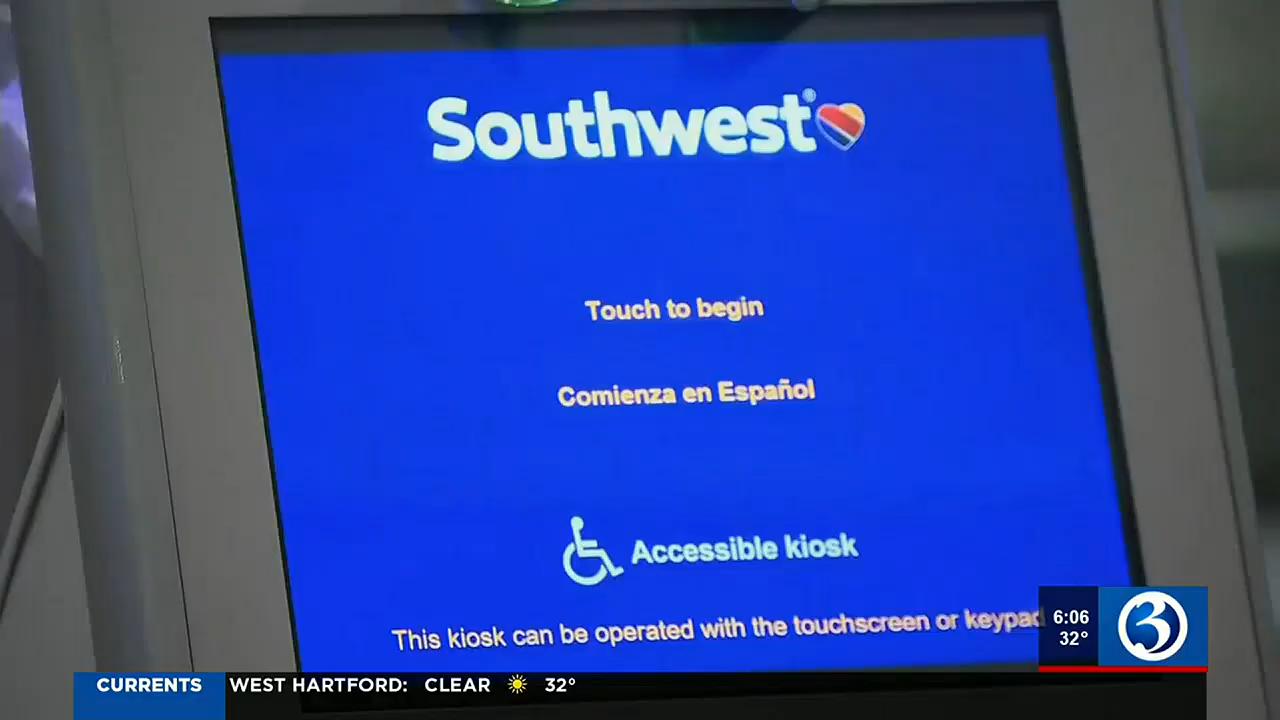 Southwest®
Touch to begin
Comienza en Español
Accessible kiosk
This kiosk can be operated with the touchscreen or keypad
6:06
32°
3
CURRENTS
WEST HARTFORD: CLEAR 32°